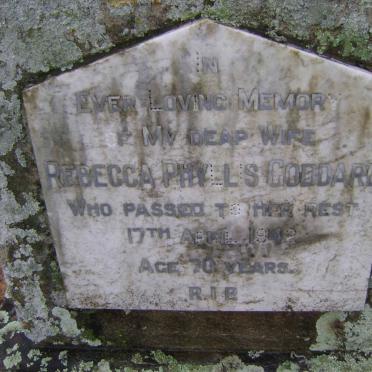 IN
EVER LOVING MEMORY
OF MY DEAR WIFE
REBECCA PHYLLIS GODDARD
WHO PASSED TO HER REST
17TH APRIL
AGE 70 YEARS.
R.I.P